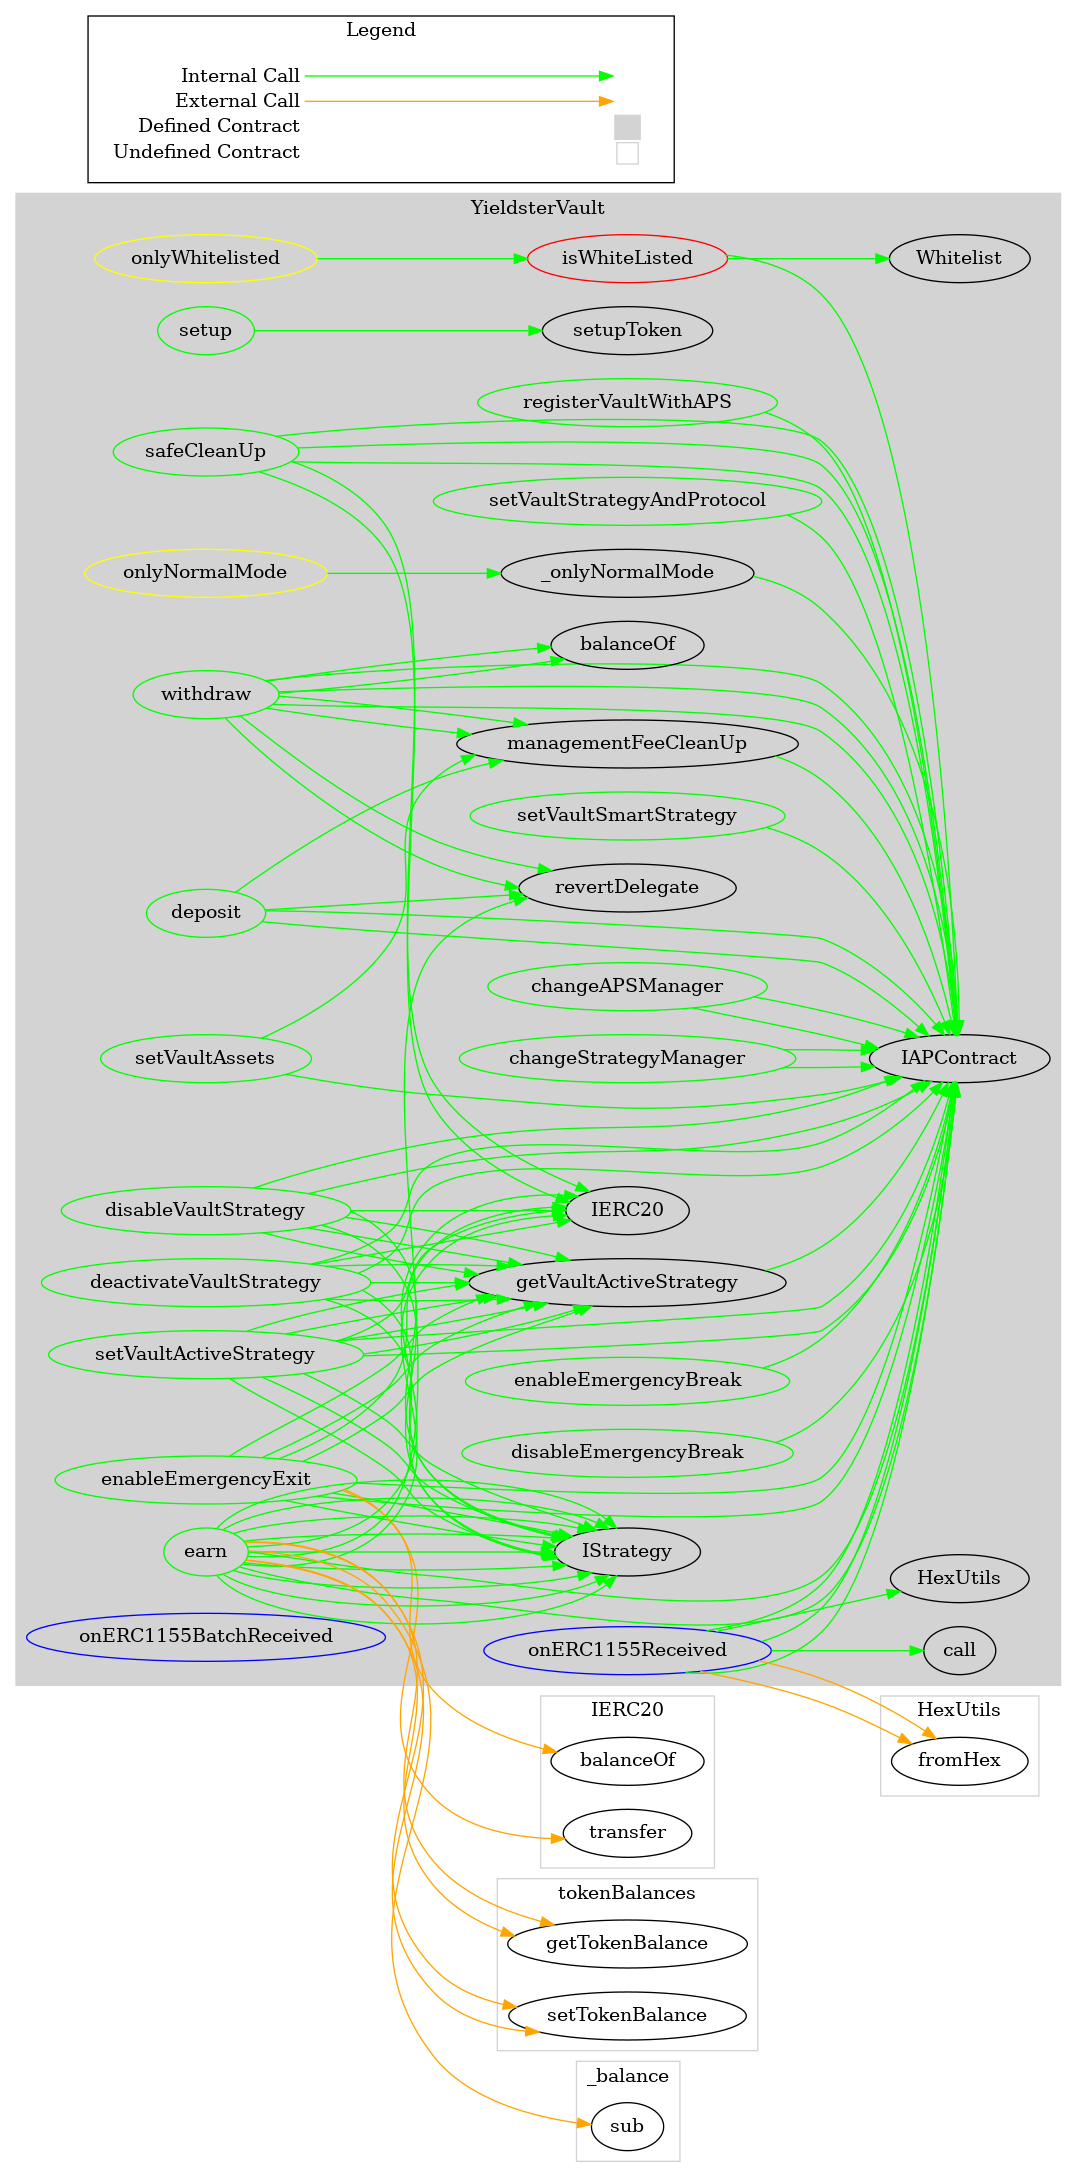 Legend
Internal Call
External Call
Defined Contract
Undefined Contract
YieldsterVault
onlyWhitelisted
isWhiteListed
Whitelist
setup
setupToken
registerVaultWithAPS
safeCleanUp
setVaultStrategyAndProtocol
onlyNormalMode
_onlyNormalMode
balanceOf
withdraw
managementFeeCleanUp
setVaultSmartStrategy
revertDelegate
deposit
changeAPSManager
setVaultAssets
changeStrategyManager
IAPContract
disableVaultStrategy
IERC20
deactivateVaultStrategy
getVaultActiveStrategy
setVaultActiveStrategy
enableEmergencyBreak
disableEmergencyBreak
enableEmergencyExit
earn
IStrategy
HexUtils
onERC1155BatchReceived
onERC1155Received
call
IERC20
HexUtils
balanceOf
fromHex
transfer
tokenBalances
getTokenBalance
setTokenBalance
_balance
sub